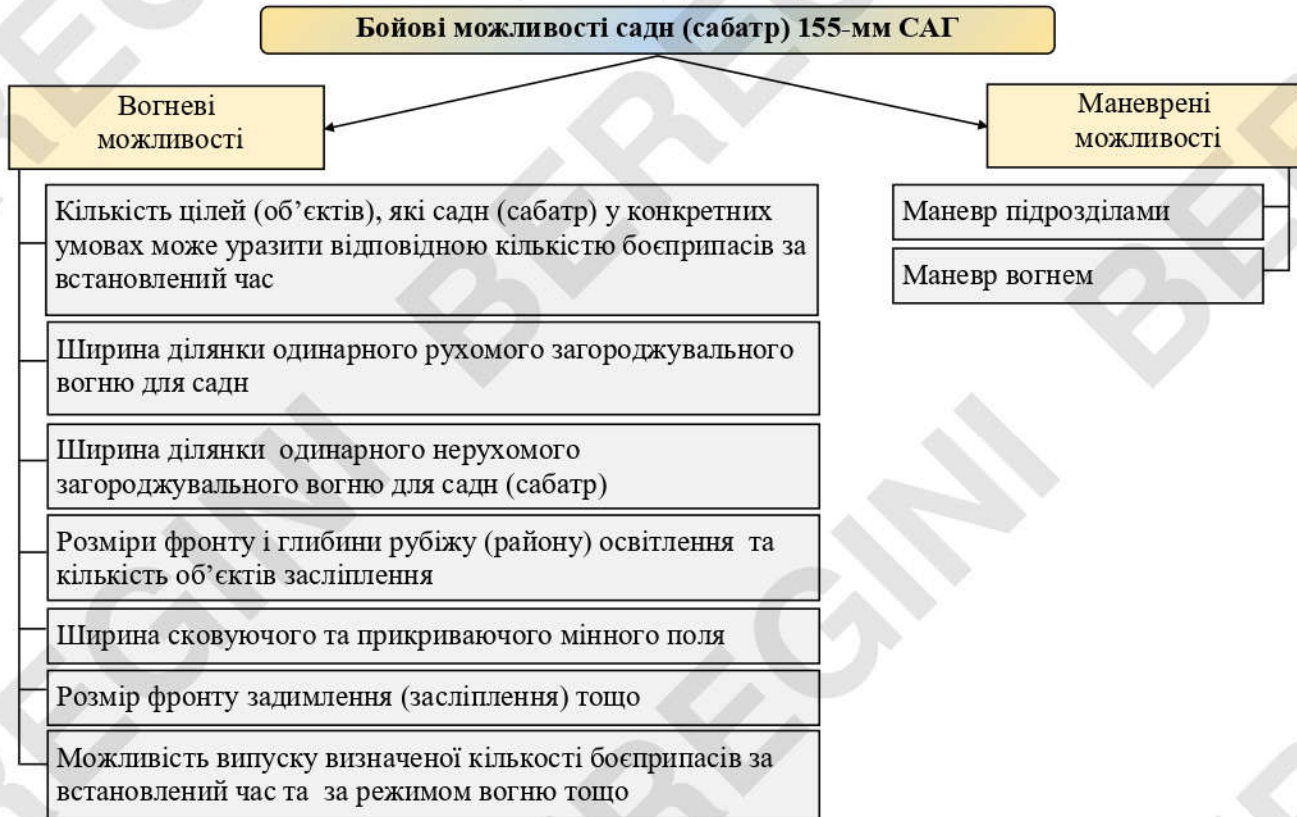 Бойові можливості садн (сабатр) 155-мм САГ
Вогневі
можливості
Маневрені
можливості
Кількість цілей (об’єктів), які садн (сабатр) у конкретних
умовах може уразити відповідною кількістю боєприпасів за
встановлений час
Ширина ділянки одинарного рухомого загороджувального
вогню для садн
Ширина ділянки одинарного нерухомого
загороджувального вогню для садн (сабатр)
Розміри фронту і глибини рубіжу (району) освітлення та
кількість об’єктів засліплення
Ширина сковуючого та прикриваючого мінного поля
Розмір фронту задимлення (засліплення) тощо
Можливість випуску визначеної кількості боєприпасів за
встановлений час та за режимом вогню тощо
Маневр підрозділами
Маневр вогнем
BEREGINI
BEREGINI